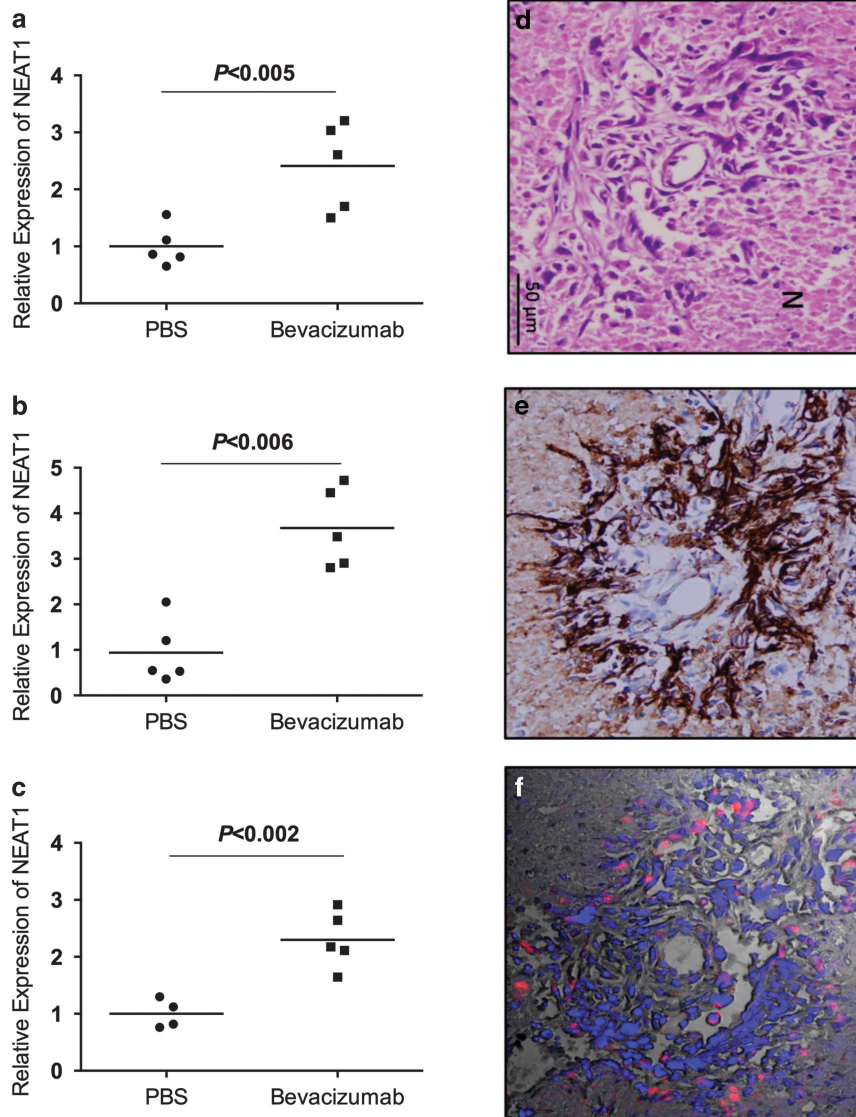 a
Relative Expression of NEAT1
P<0.005
4
3
2
1
0
PBS Bevacizumab
b
Relative Expression of NEAT1
P<0.006
5
4
3
2
1
0
PBS Bevacizumab
c
Relative Expression of NEAT1
P<0.002
4
3
2
1
0
PBS Bevacizumab
d
50 µm
N
e
f